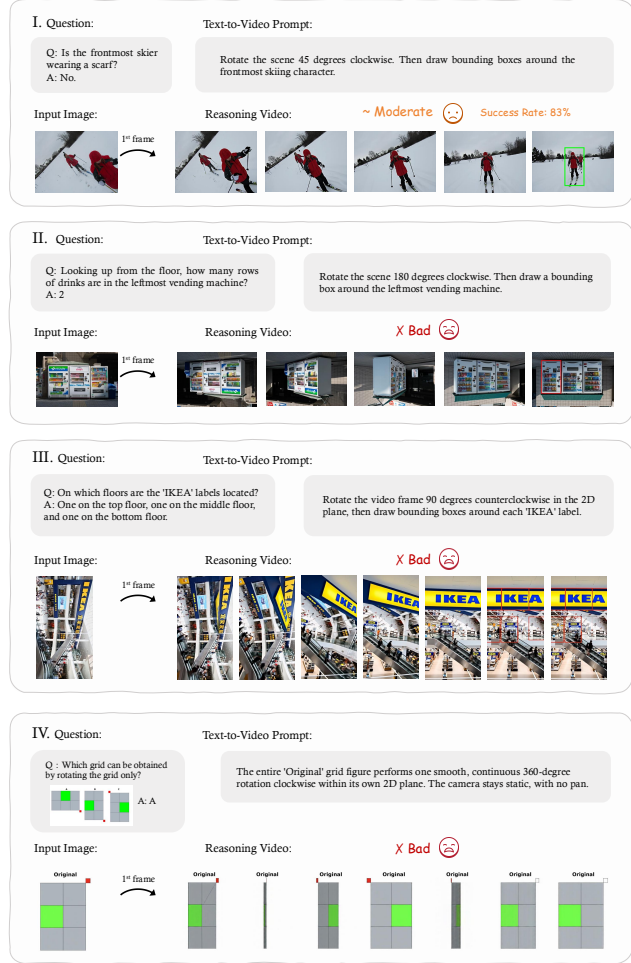 I. Question:
Text-to-Video Prompt:
Q: Is the frontmost skier
wearing a scarf?
A: No.
Rotate the scene 45 degrees clockwise. Then draw bounding boxes around the
frontmost skiing character.
Input Image:
Reasoning Video:
~ Moderate
Success Rate: 83%
1st frame
II. Question:
Text-to-Video Prompt:
Q: Looking up from the floor, how many rows
of drinks are in the leftmost vending machine?
A: 2
Rotate the scene 180 degrees clockwise. Then draw a bounding
box around the leftmost vending machine.
Input Image:
Reasoning Video:
✗ Bad
1st frame
III. Question:
Text-to-Video Prompt:
Q: On which floors are the 'IKEA' labels located?
A: One on the top floor, one on the middle floor,
and one on the bottom floor.
Rotate the video frame 90 degrees counterclockwise in the 2D
plane, then draw bounding boxes around each 'IKEA' label.
Input Image:
Reasoning Video:
✗ Bad
1st frame
IKEA
IKEA
IKEA
IKEA
IKEA
IV. Question:
Text-to-Video Prompt:
Q : Which grid can be obtained
by rotating the grid only?
A: A
The entire 'Original' grid figure performs one smooth, continuous 360-degree
rotation clockwise within its own 2D plane. The camera stays static, with no pan.
Input Image:
Reasoning Video:
✗ Bad
1st frame
Original
Original
Original
Original
Original
Original
Original
Original